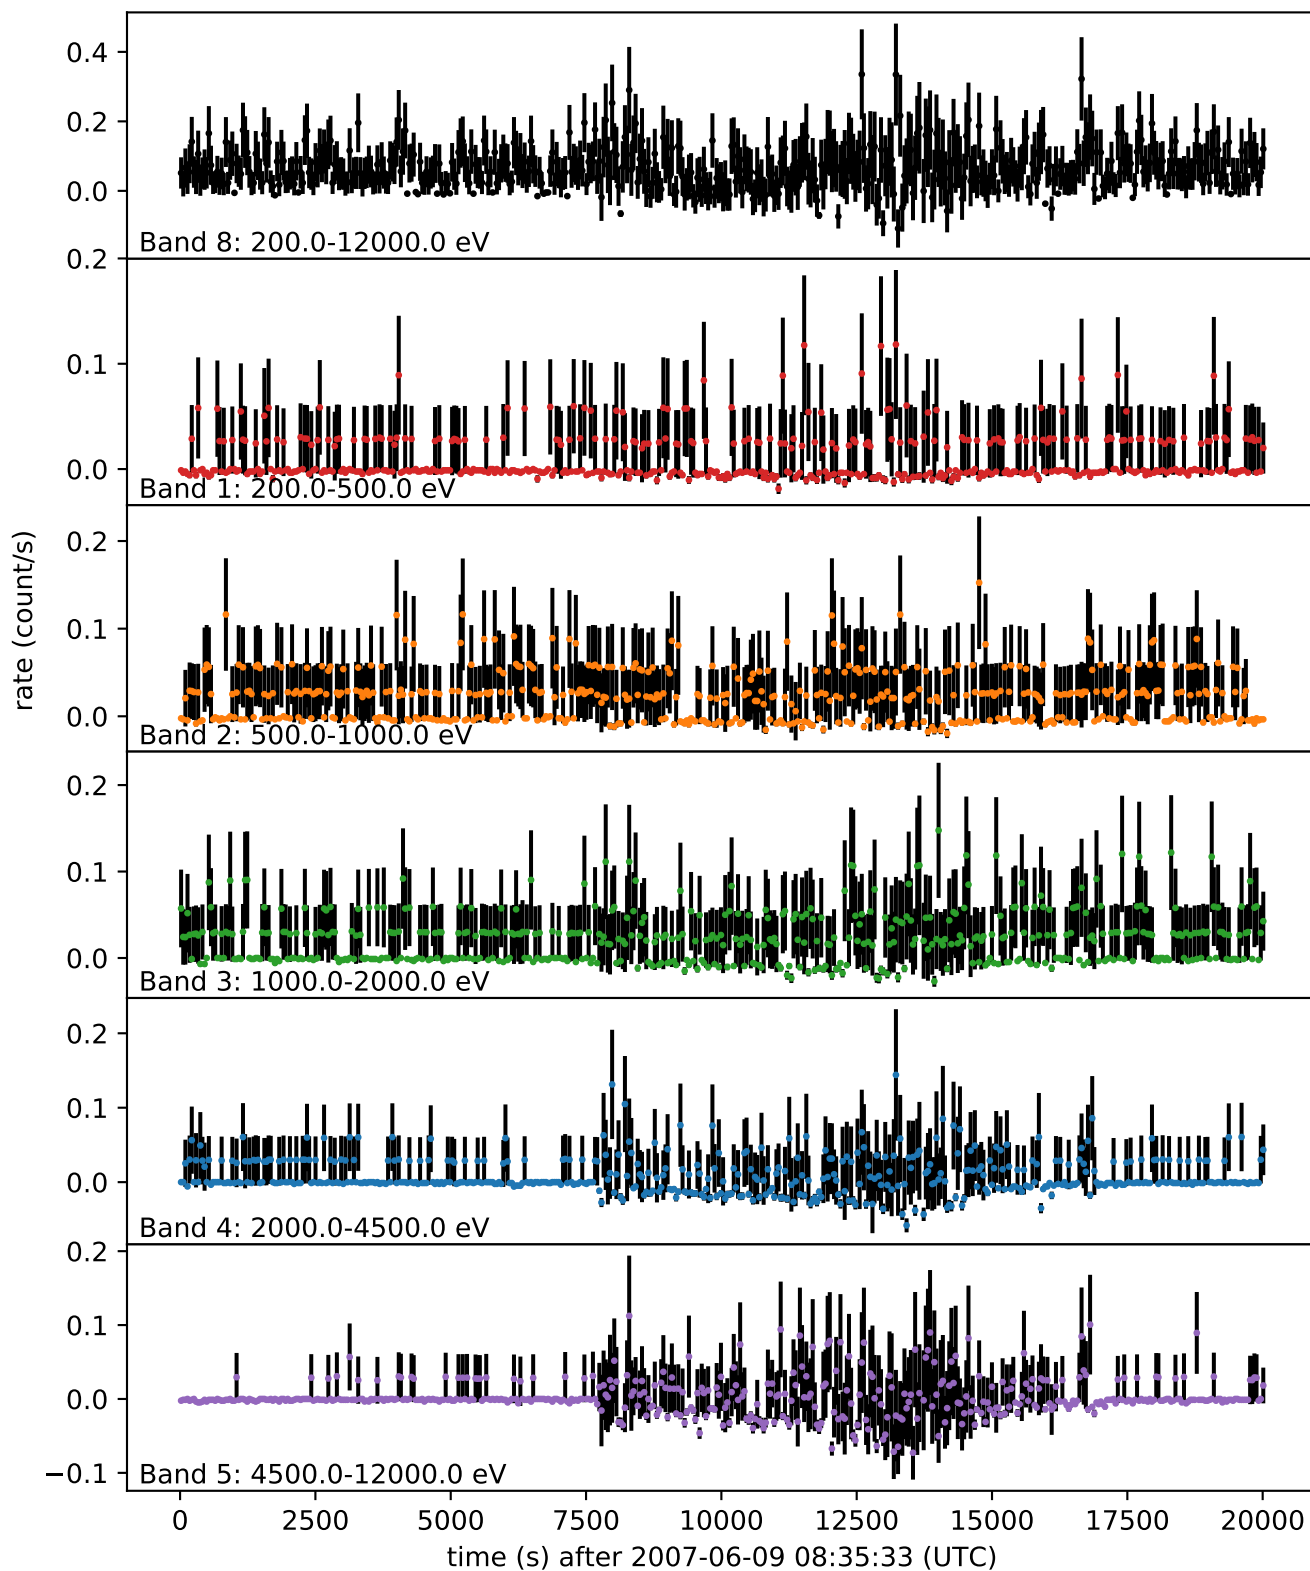 0.4
0.2
0.0
Band 8: 200.0-12000.0 eV
0.2
0.1
0.0
Band 1: 200.0-500.0 eV
rate (count/s)
0.2
0.1
0.0
Band 2: 500.0-1000.0 eV
0.2
0.1
0.0
Band 3: 1000.0-2000.0 eV
0.2
0.1
0.0
Band 4: 2000.0-4500.0 eV
0.2
0.1
0.0
−0.1
Band 5: 4500.0-12000.0 eV
0 2500 5000 7500 10000 12500 15000 17500 20000
time (s) after 2007-06-09 08:35:33 (UTC)